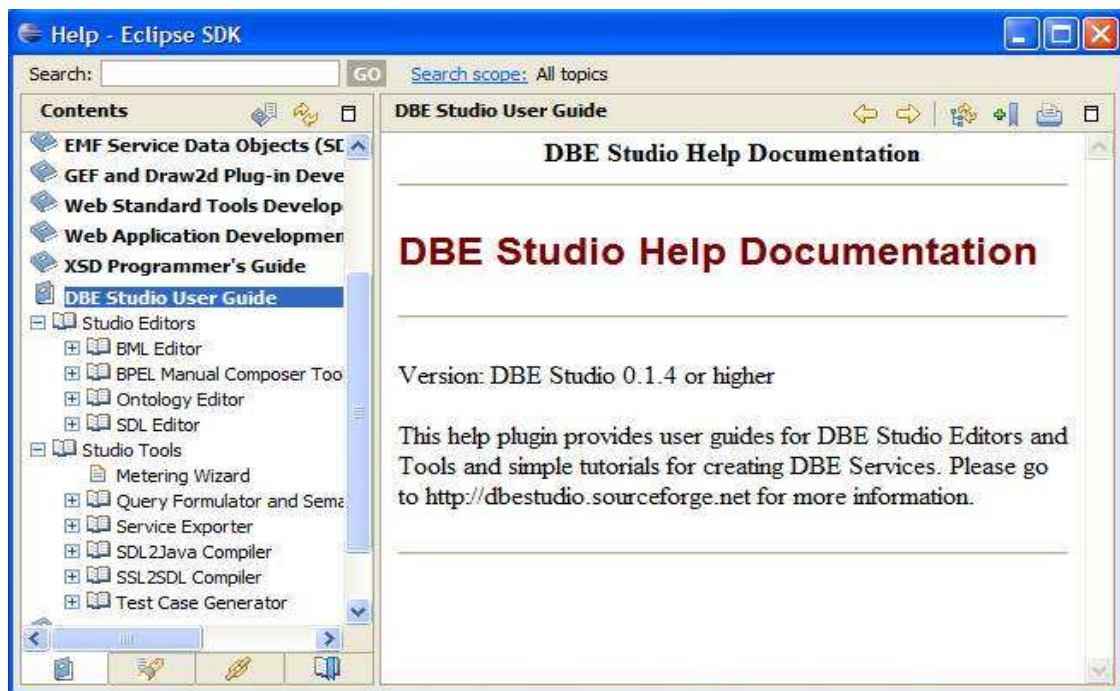 Help - Eclipse SDK
Search: GO Search scope: All topics
Contents
EMF Service Data Objects (SD
GEF and Draw2d Plug-in Deve
Web Standard Tools Develop
Web Application Developmen
XSD Programmer's Guide
DBE Studio User Guide
Studio Editors
BML Editor
BPEL Manual Composer Too
Ontology Editor
SDL Editor
Studio Tools
Metering Wizard
Query Formulator and Sema
Service Exporter
SDL2Java Compiler
SSL2SDL Compiler
Test Case Generator
DBE Studio User Guide
DBE Studio Help Documentation
DBE Studio Help Documentation
Version: DBE Studio 0.1.4 or higher
This help plugin provides user guides for DBE Studio Editors and
Tools and simple tutorials for creating DBE Services. Please go
to http://dbestudio.sourceforge.net for more information.